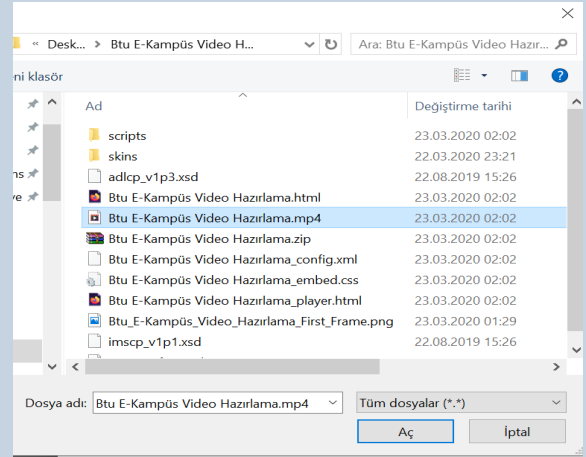 « Desk... > Btu E-Kampüs Video H...
Ara: Btu E-Kampüs Video Hazır...
ni klasör
Ad
Değiştirme tarihi
scripts 23.03.2020 02:02
skins 22.03.2020 23:21
adlcp_v1p3.xsd 22.08.2019 15:26
Btu E-Kampüs Video Hazırlama.html 23.03.2020 02:02
Btu E-Kampüs Video Hazırlama.mp4 23.03.2020 02:02
Btu E-Kampüs Video Hazırlama.zip 23.03.2020 02:02
Btu E-Kampüs Video Hazırlama_config.xml 23.03.2020 02:02
Btu E-Kampüs Video Hazırlama_embed.css 23.03.2020 02:02
Btu E-Kampüs Video Hazırlama_player.html 23.03.2020 02:02
Btu_E-Kampüs_Video_Hazırlama_First_Frame.png 23.03.2020 01:29
imscp_v1p1.xsd 22.08.2019 15:26
Dosya adı: Btu E-Kampüs Video Hazırlama.mp4
Tüm dosyalar (*.*)
Aç
İptal